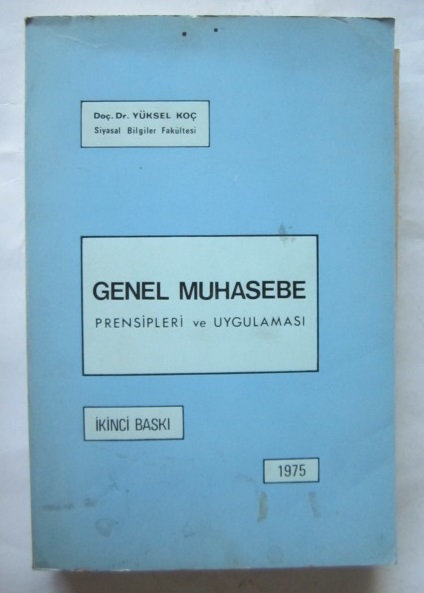 Doç. Dr. YÜKSEL KOÇ
Siyasal Bilgiler Fakültesi
GENEL MUHASEBE
PRENSİPLERİ ve UYGULAMASI
İKİNCİ BASKI
1975